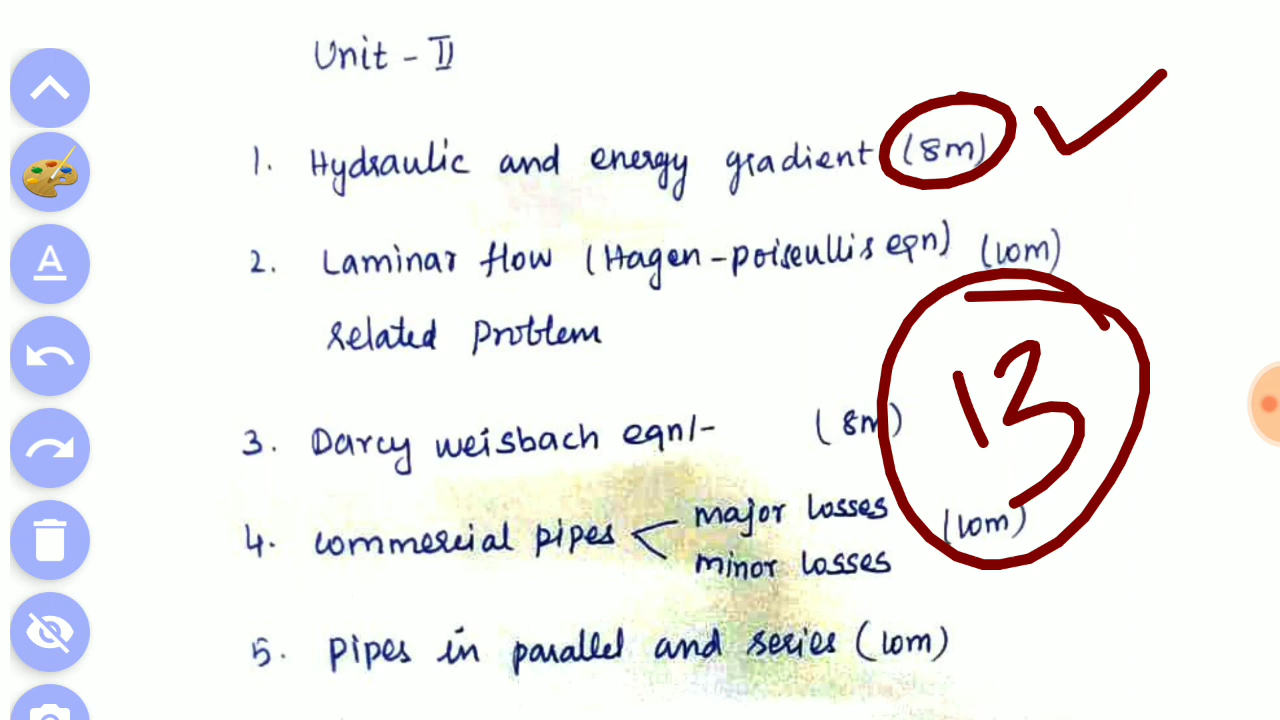 Unit - II
1. Hydraulic and energy gradient (8m)
2. Laminar flow (Hagen-poiseullis eqn) (10m)
related problem
13
3. Darcy weisbach eqn/- (8m)
4. commercial pipes < major losses (10m)
minor losses
5. pipes in parallel and series (10m)
A